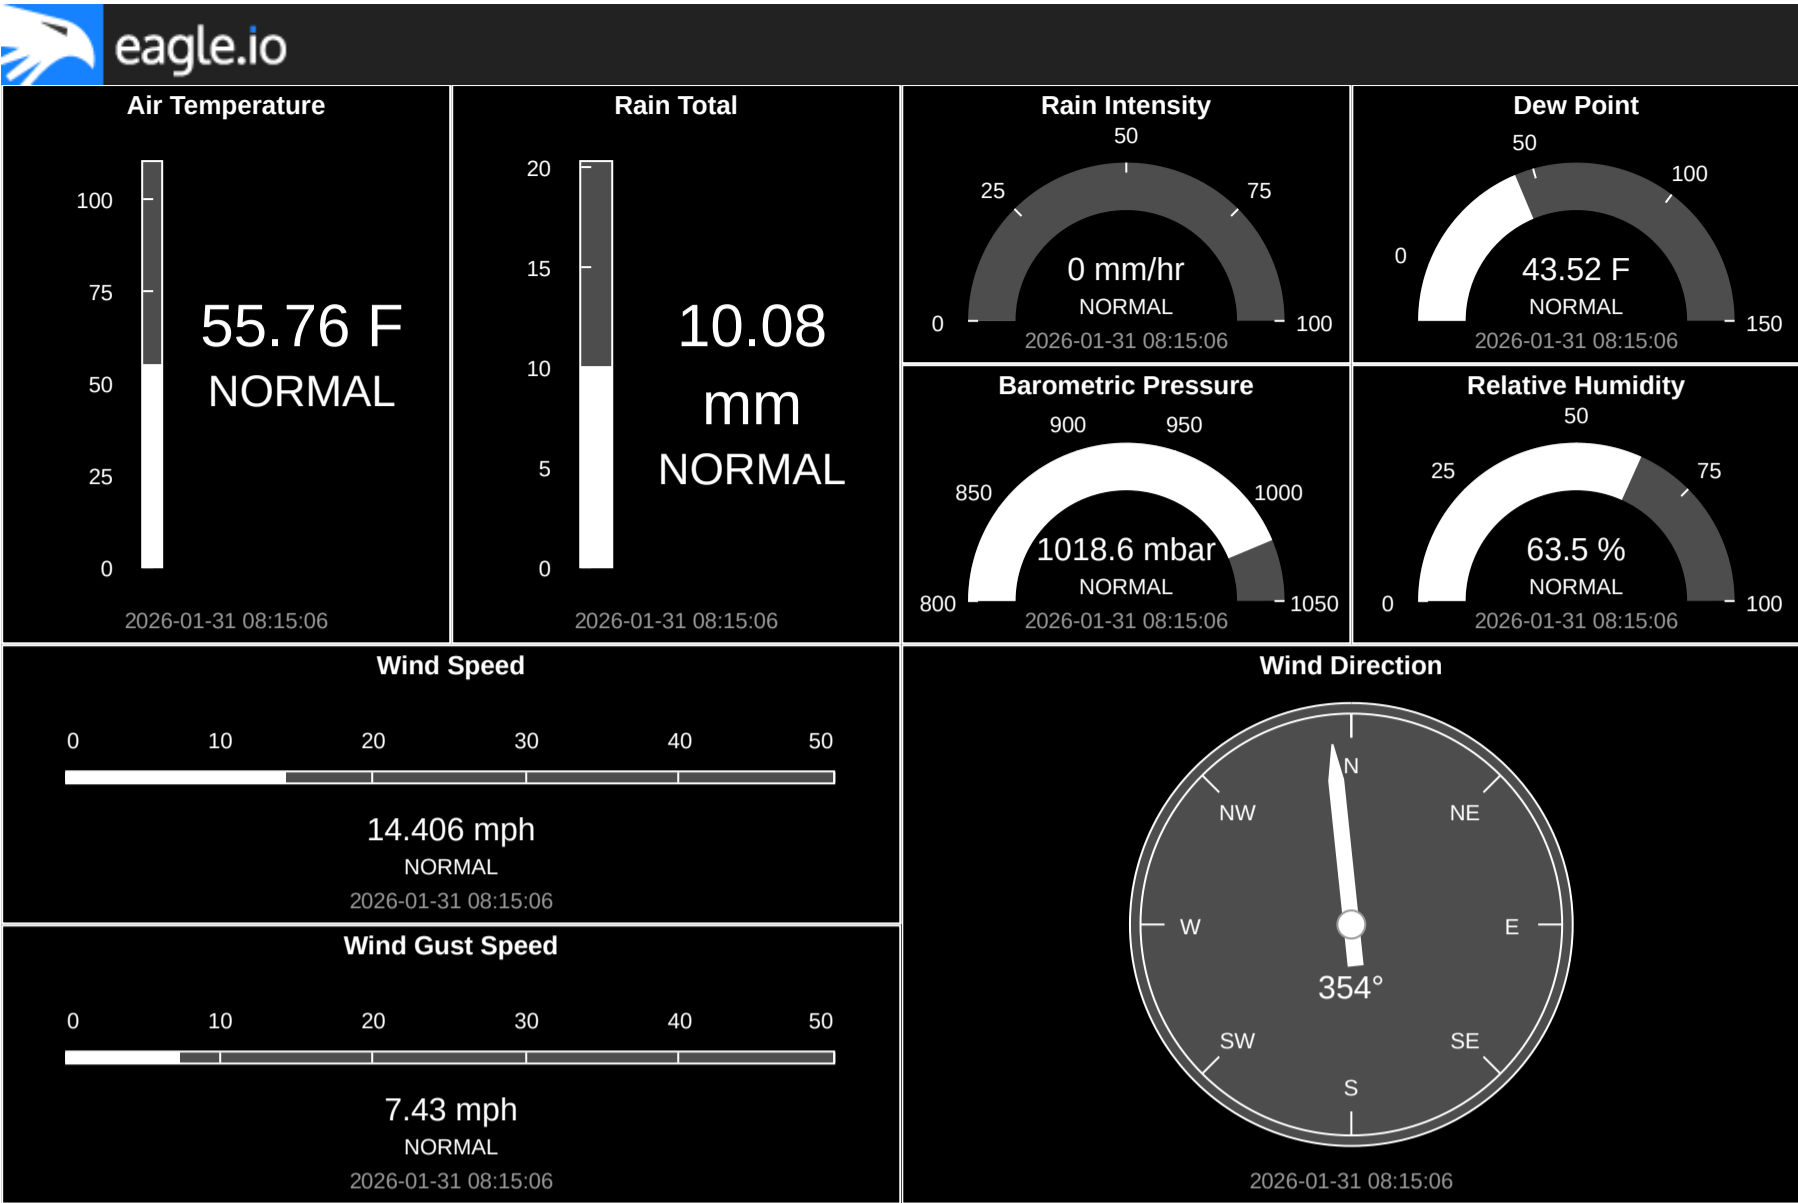 eagle.io
Air Temperature
100
75
50
25
0
55.76 F
NORMAL
2026-01-31 08:15:06
Rain Total
20
15
10
5
0
10.08
mm
NORMAL
2026-01-31 08:15:06
Rain Intensity
50
25
75
0
100
0 mm/hr
NORMAL
2026-01-31 08:15:06
Dew Point
50
100
0
150
43.52 F
NORMAL
2026-01-31 08:15:06
Barometric Pressure
900
950
850
1000
800
1050
1018.6 mbar
NORMAL
2026-01-31 08:15:06
Relative Humidity
50
25
75
0
100
63.5 %
NORMAL
2026-01-31 08:15:06
Wind Speed
0 10 20 30 40 50
14.406 mph
NORMAL
2026-01-31 08:15:06
Wind Gust Speed
0 10 20 30 40 50
7.43 mph
NORMAL
2026-01-31 08:15:06
Wind Direction
N
NW
NE
W
E
354°
SW
SE
S
2026-01-31 08:15:06